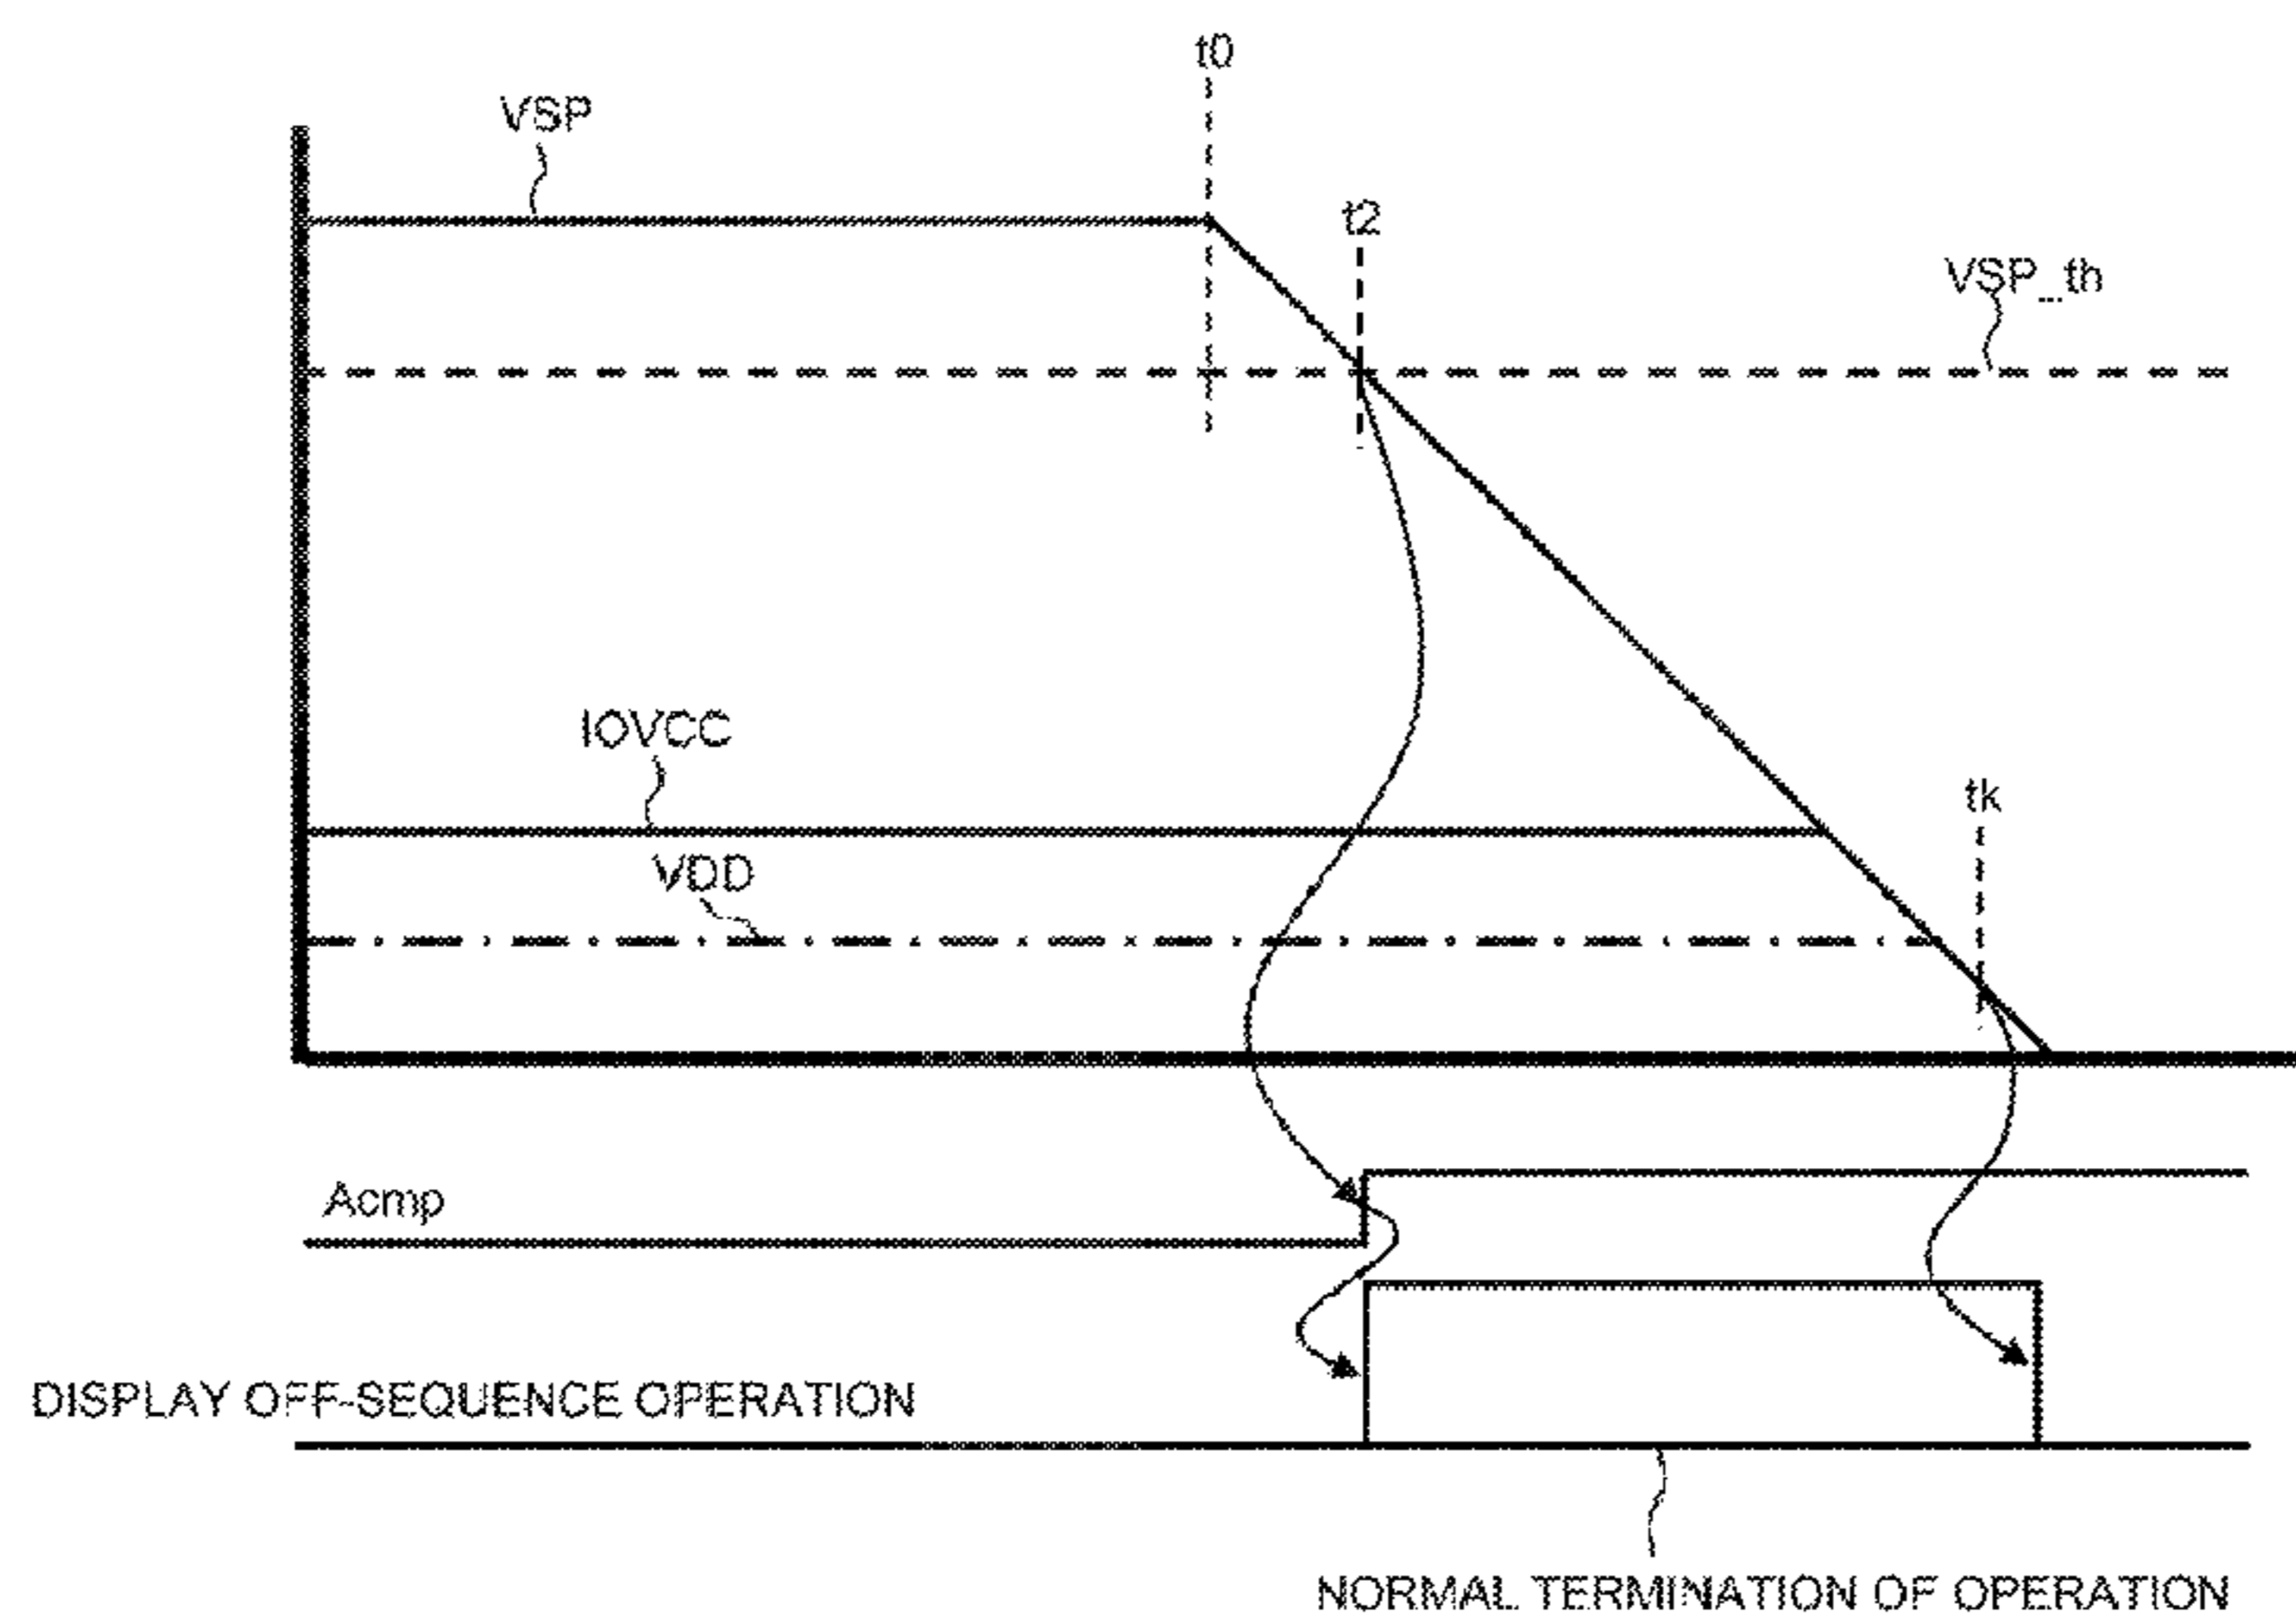 t0
VSP
t2
VSP_th
IOVCC
tk
VDD
Acmp
DISPLAY OFF-SEQUENCE OPERATION
NORMAL TERMINATION OF OPERATION